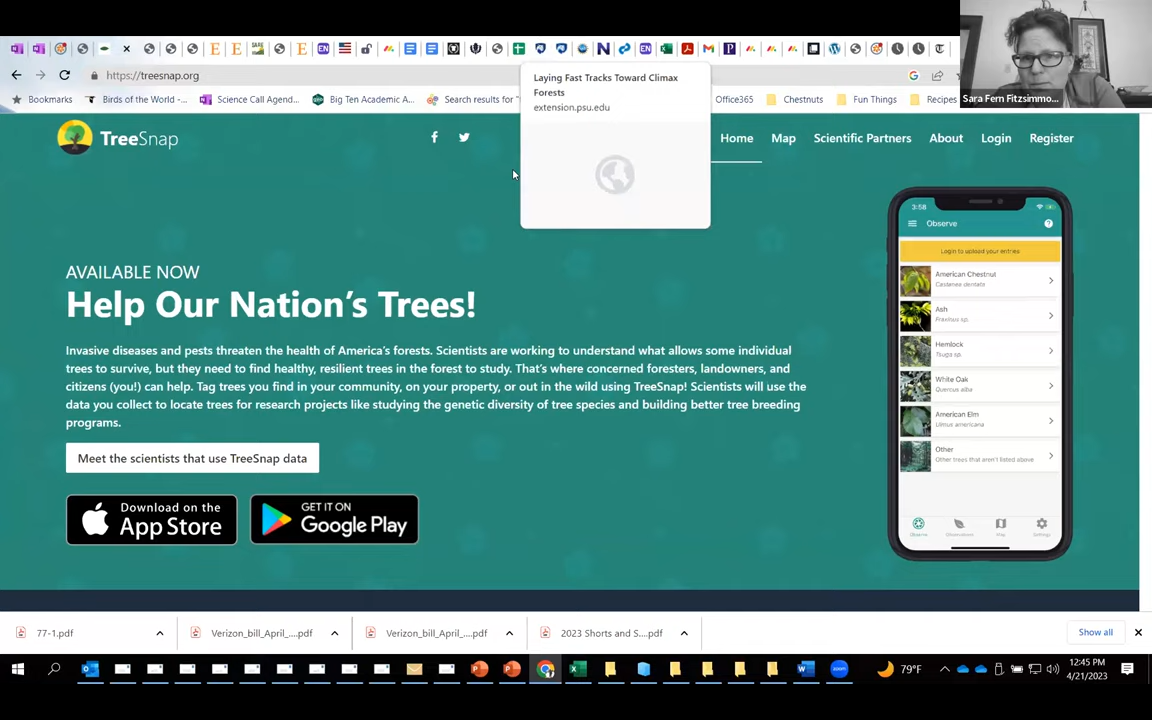 Sara Fern Fitzsimmo...
https://treesnap.org
Laying Fast Tracks Toward Climax
Forests
extension.psu.edu
Bookmarks
Birds of the World -...
Science Call Agend...
Big Ten Academic A...
Search results for "
Office365
Chestnuts
Fun Things
Recipes
TreeSnap
Home
Map
Scientific Partners
About
Login
Register
AVAILABLE NOW
Help Our Nation's Trees!
Invasive diseases and pests threaten the health of America's forests. Scientists are working to understand what allows some individual
trees to survive, but they need to find healthy, resilient trees in the forest to study. That's where concerned foresters, landowners, and
citizens (you!) can help. Tag trees you find in your community, on your property, or out in the wild using TreeSnap! Scientists will use the
data you collect to locate trees for research projects like studying the genetic diversity of tree species and building better tree breeding
programs.
Meet the scientists that use TreeSnap data
Download on the
App Store
GET IT ON
Google Play
3:58
Observe
Login to upload your entries
American Chestnut
Castanea dentata
Ash
Fraxinus sp.
Hemlock
Tsuga sp.
White Oak
Quercus alba
American Elm
Ulmus americana
Other
Other trees that aren't listed above
Observe
Observations
Map
Settings
77-1.pdf
Verizon_bill_April_....pdf
Verizon_bill_April_....pdf
2023 Shorts and S....pdf
Show all
79°F
12:45 PM
4/21/2023